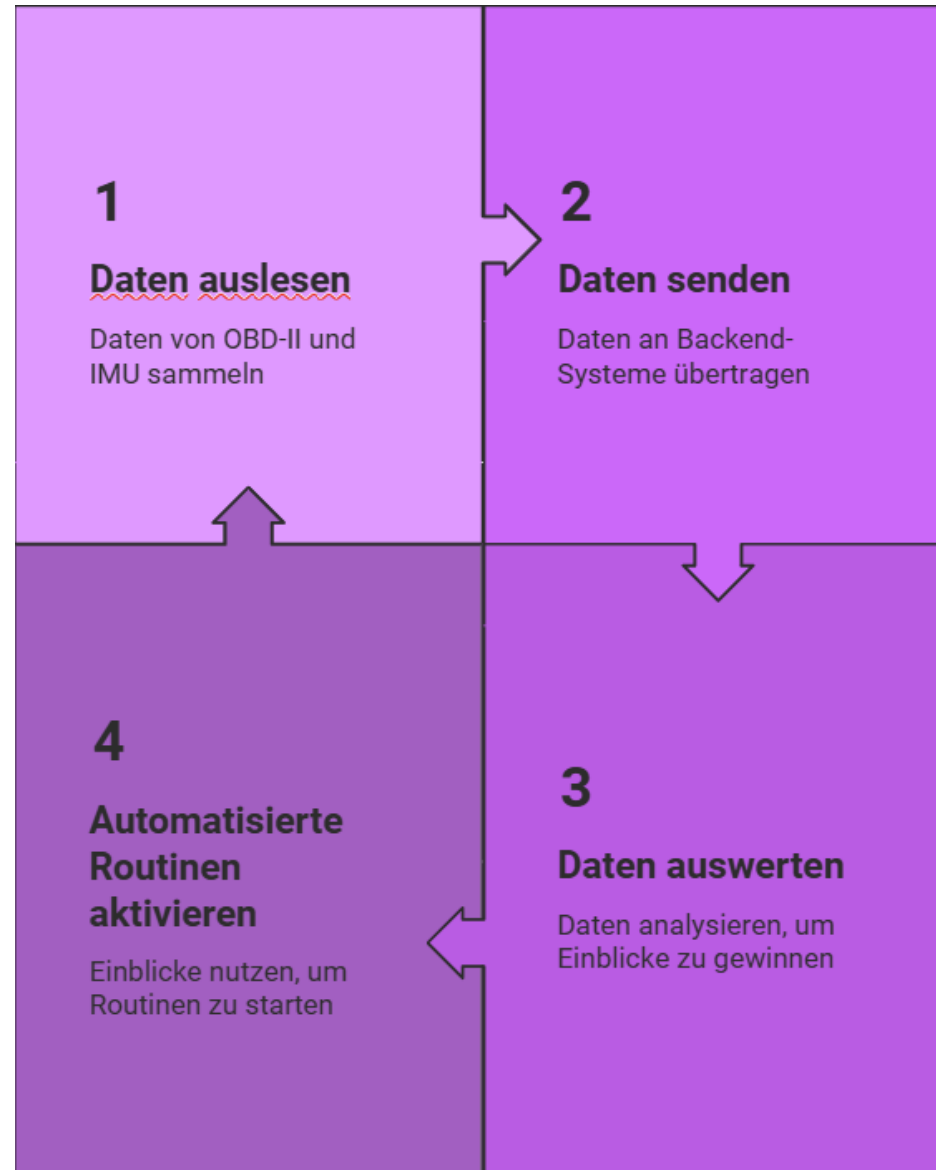 1
Daten auslesen
Daten von OBD-II und
IMU sammeln
2
Daten senden
Daten an Backend-
Systeme übertragen
3
Daten auswerten
Daten analysieren, um
Einblicke zu gewinnen
4
Automatisierte
Routinen
aktivieren
Einblicke nutzen, um
Routinen zu starten